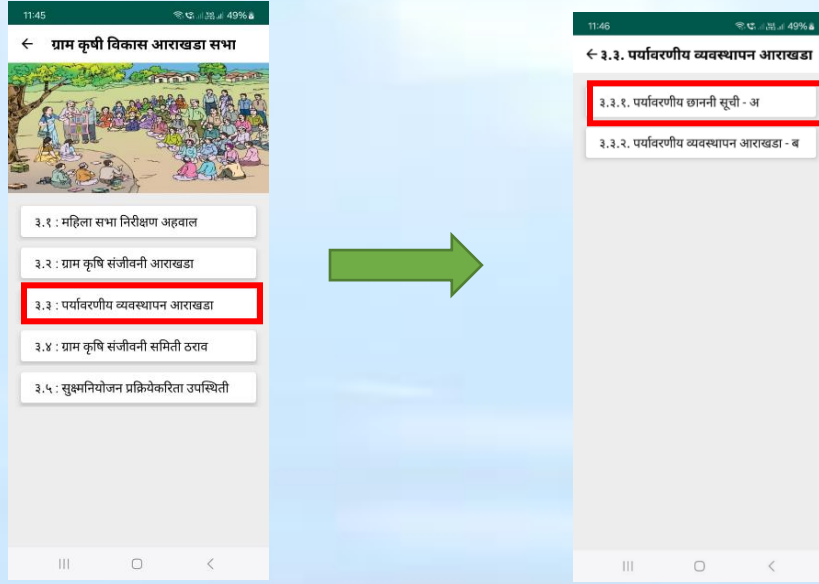 11:45
49%
ग्राम कृषी विकास आराखडा सभा
३.१ : महिला सभा निरीक्षण अहवाल
३.२ : ग्राम कृषि संजीवनी आराखडा
३.३ : पर्यावरणीय व्यवस्थापन आराखडा
३.४ : ग्राम कृषि संजीवनी समिती ठराव
३.५ : सुक्ष्मनियोजन प्रक्रियेकरिता उपस्थिती
11:46
49%
३.३. पर्यावरणीय व्यवस्थापन आराखडा
३.३.१. पर्यावरणीय छाननी सूची - अ
३.३.२. पर्यावरणीय व्यवस्थापन आराखडा - ब